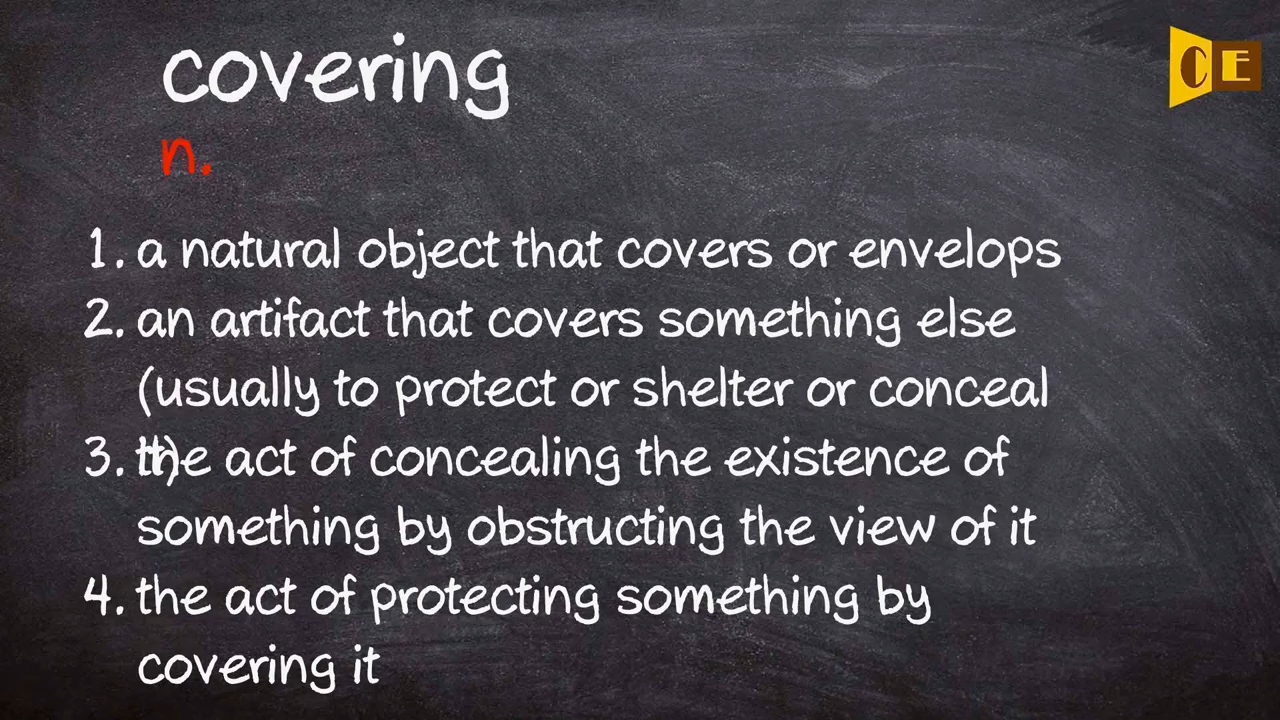 covering
C E
n.
1. a natural object that covers or envelops
2. an artifact that covers something else
(usually to protect or shelter or conceal
it)
3. the act of concealing the existence of
something by obstructing the view of it
4. the act of protecting something by
covering it